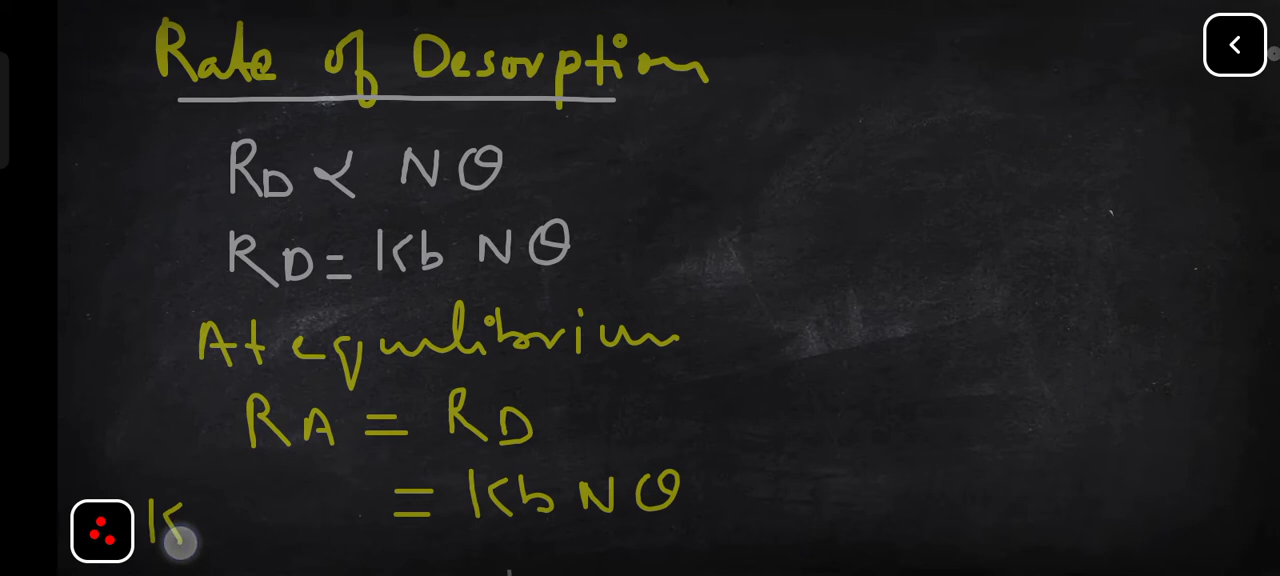 Rate of Desorption
RD ∝ NΘ
RD = Kb NΘ
At equilibrium
RA = RD
= Kb NΘ
K